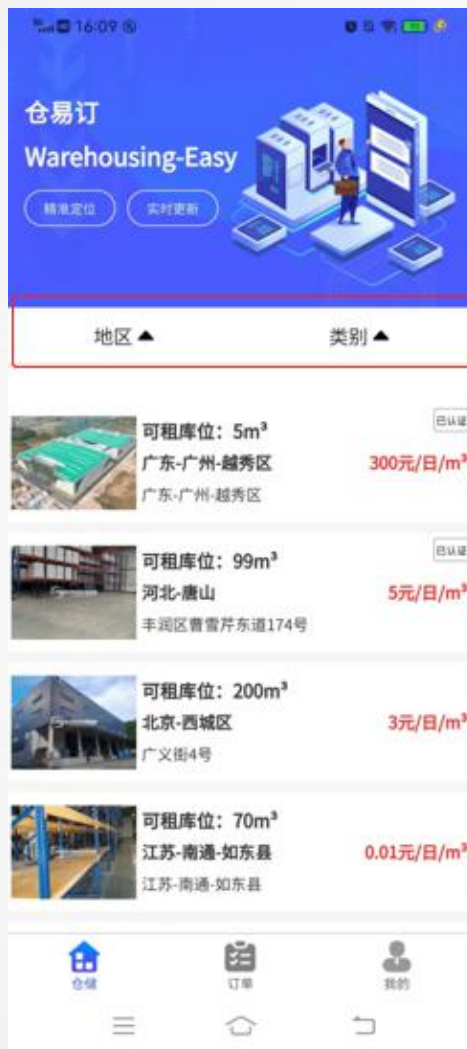 16:09
仓易订
Warehousing-Easy
精准定位 实时更新
地区▲ 类别▲
已认证
可租库位：5m³
广东-广州-越秀区 300元/日/m³
广东-广州-越秀区
已认证
可租库位：99m³
河北-唐山 5元/日/m³
丰润区曹雪芹东道174号
可租库位：200m³
北京-西城区 3元/日/m³
广义街4号
可租库位：70m³
江苏-南通-如东县 0.01元/日/m³
江苏-南通-如东县
仓储 订单 我的